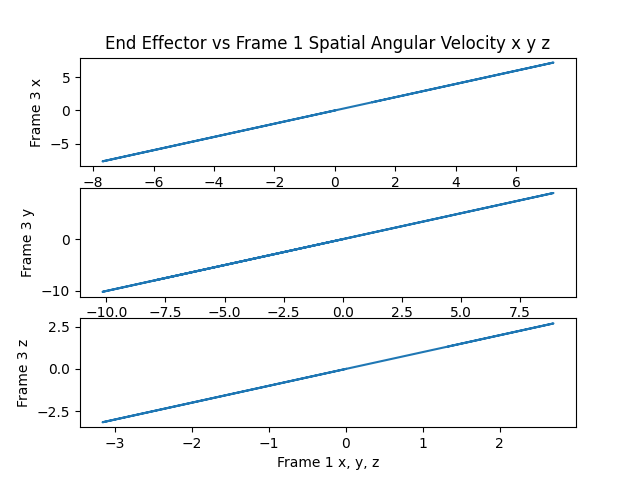 End Effector vs Frame 1 Spatial Angular Velocity x y z
Frame 3 x
5
0
−5
−8 −6 −4 −2 0 2 4 6
Frame 3 y
0
−10
−10.0 −7.5 −5.0 −2.5 0.0 2.5 5.0 7.5
Frame 3 z
2.5
0.0
−2.5
−3 −2 −1 0 1 2
Frame 1 x, y, z